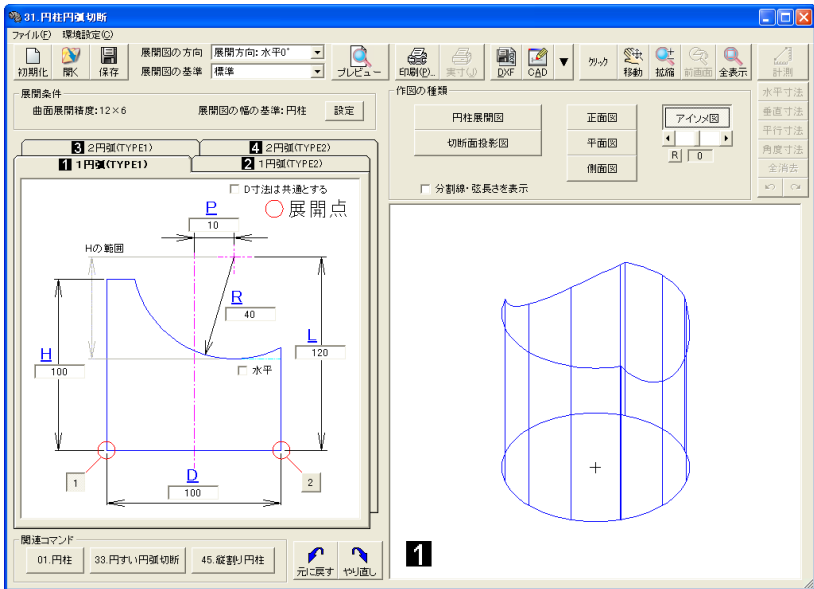 31.円柱円弧切断
ファイル(F) 環境設定(C)
初期化 開く 保存
展開図の方向 展開方向:水平0°
展開図の基準 標準
プレビュー 印刷(P).. 実寸(J) DXF CAD クリック 移動 拡縮 前画面 全表示 計測
展開条件
曲面展開精度:12×6 展開図の幅の基準:円柱 設定
3 2円弧(TYPE1) 4 2円弧(TYPE2)
1 1円弧(TYPE1) 2 1円弧(TYPE2)
D寸法は共通とする
展開点
P
10
Hの範囲
R
40
L
120
H
100
水平
1
2
D
100
関連コマンド
01.円柱 33.円すい円弧切断 45.縦割り円柱
元に戻す やり直し
作図の種類
円柱展開図 正面図 アイソメ図
切断面投影図 平面図
R 0
側面図
分割線・弦長さを表示
水平寸法
垂直寸法
平行寸法
角度寸法
全消去
1